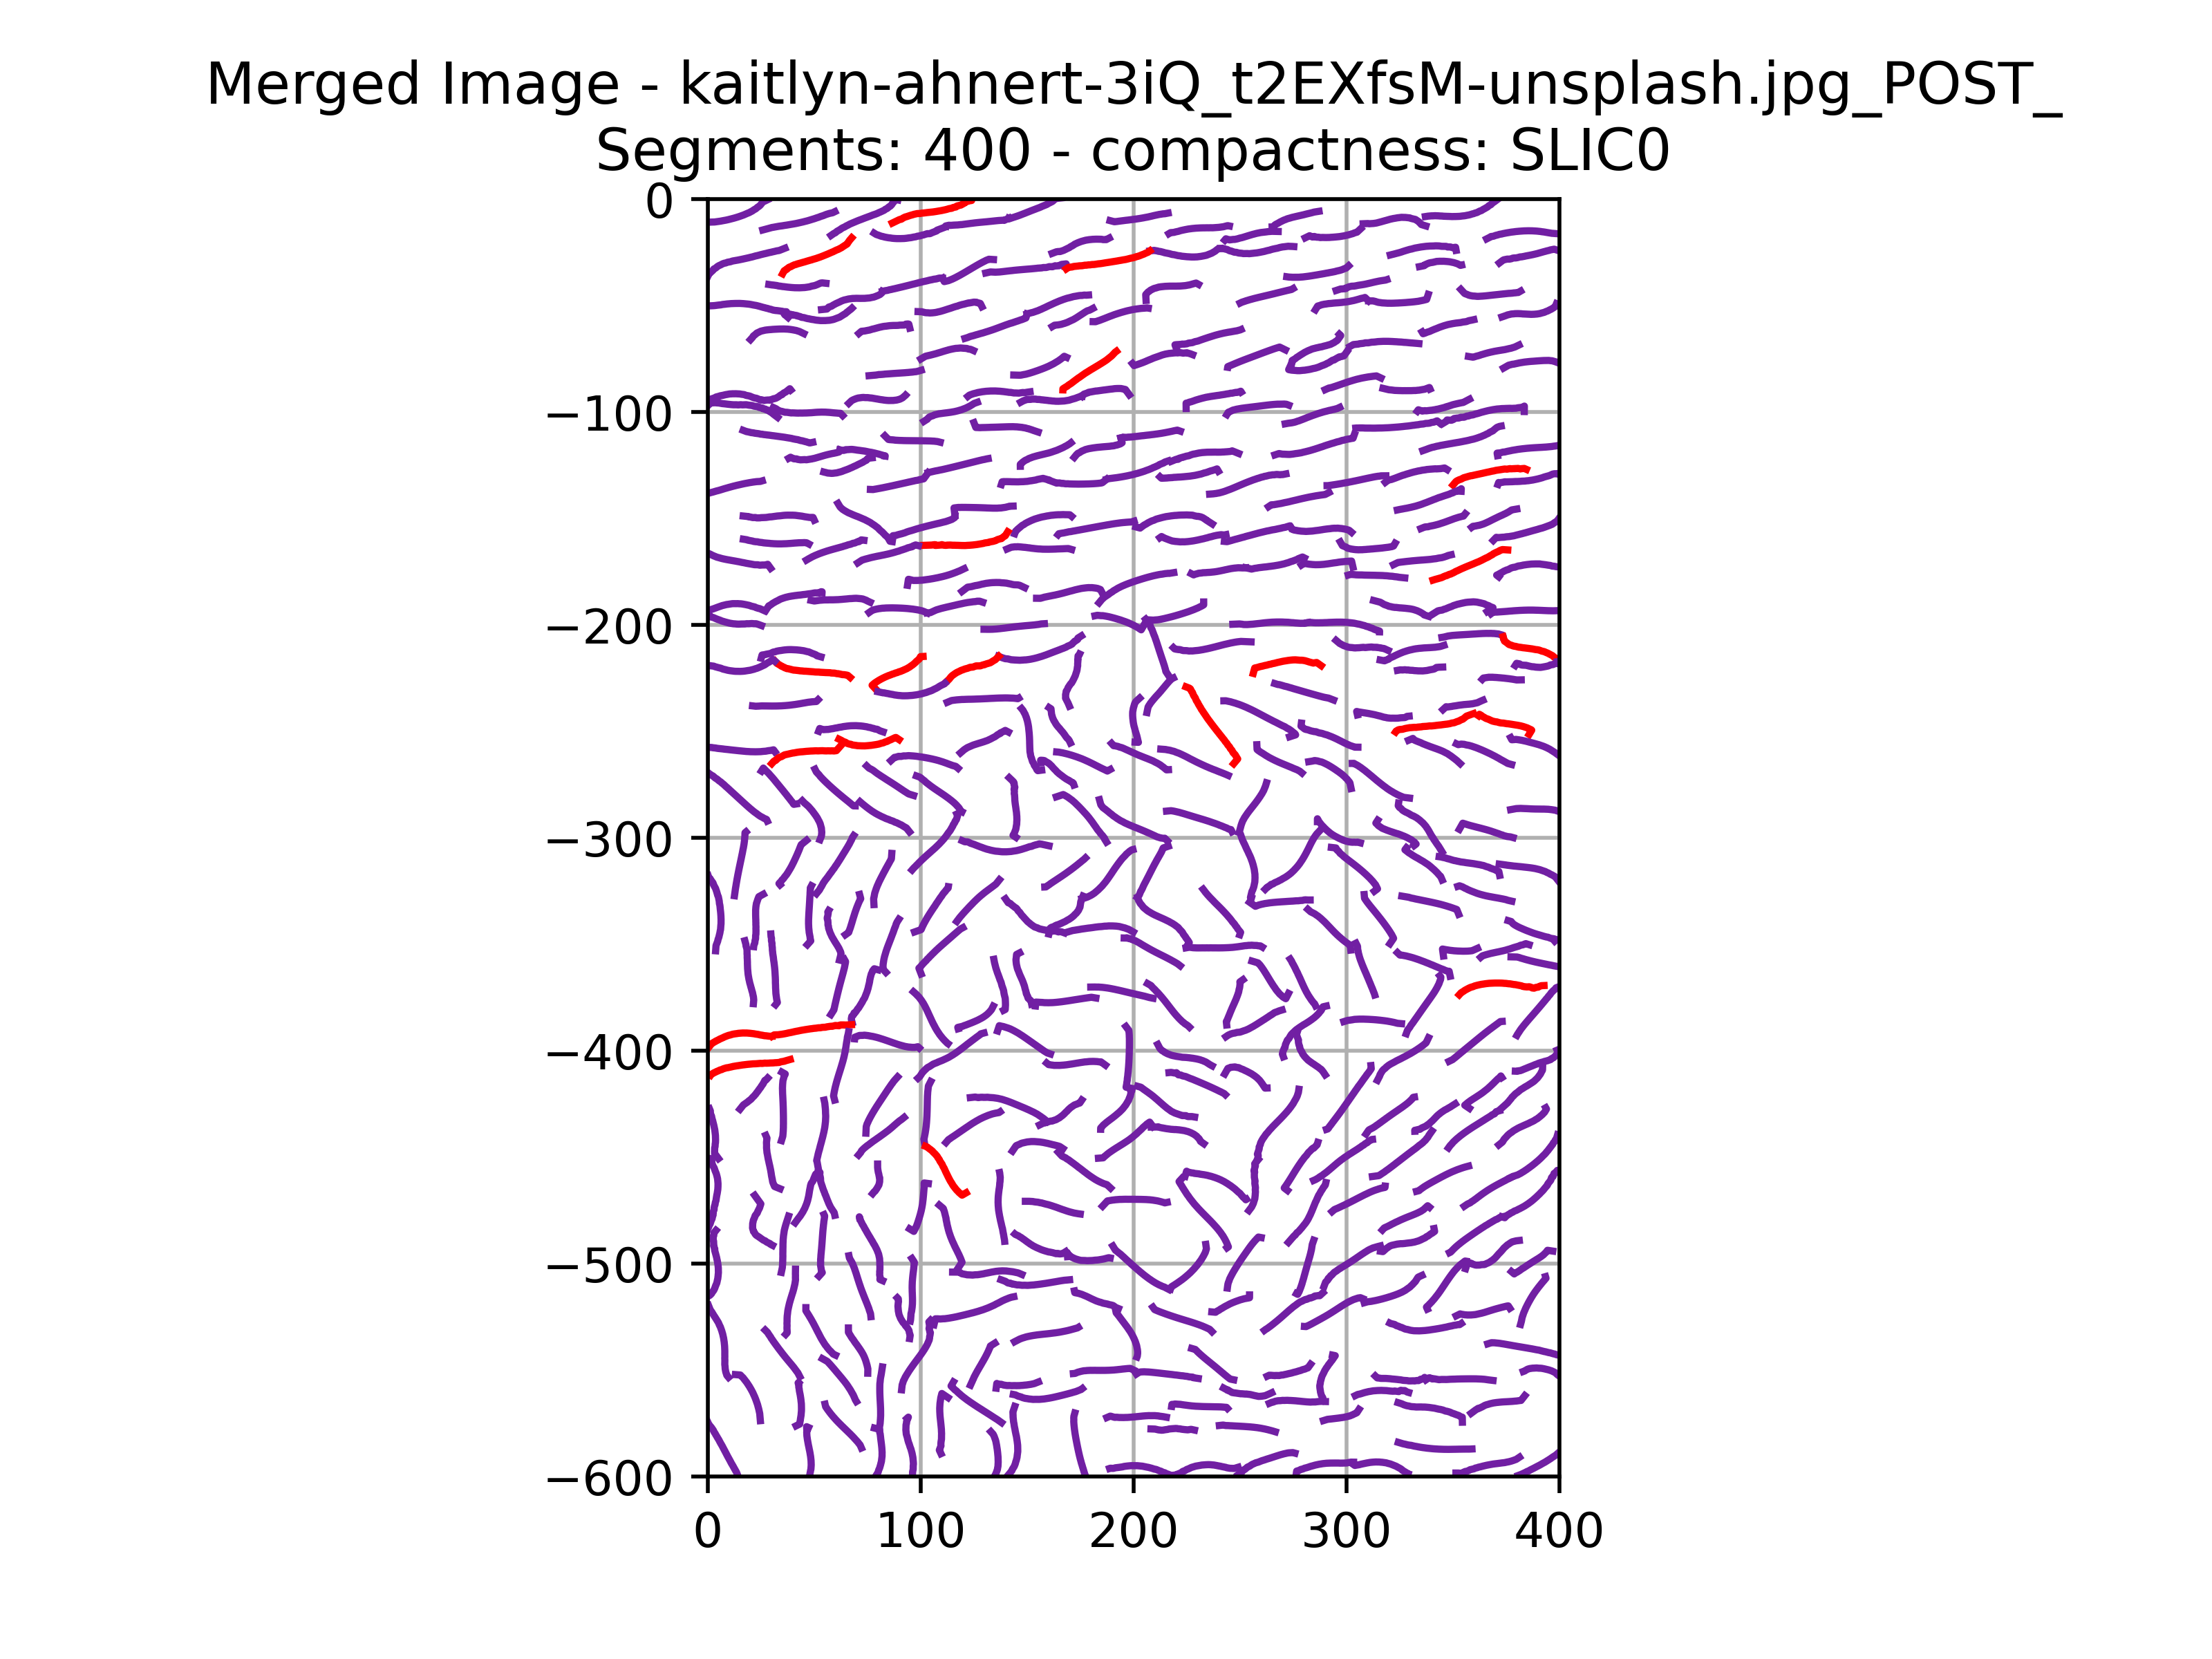 Merged Image - kaitlyn-ahnert-3iQ_t2EXfsM-unsplash.jpg_POST_
Segments: 400 - compactness: SLIC0
0
−100
−200
−300
−400
−500
−600
0 100 200 300 400